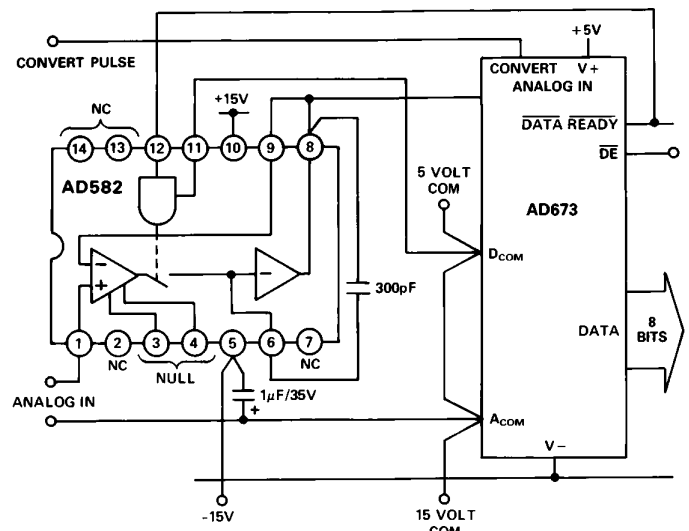 +5V
CONVERT PULSE
CONVERT V+
ANALOG IN
NC
+15V
14 13 12 11 10 9 8
DATA READY
AD582
DE
5 VOLT
COM
AD673
DCOM
300pF
8
BITS
DATA
1 2 3 4 5 6 7
NC
NULL
NC
1µF/35V
+
ANALOG IN
ACOM
V−
-15V
15 VOLT
COM
− +
−